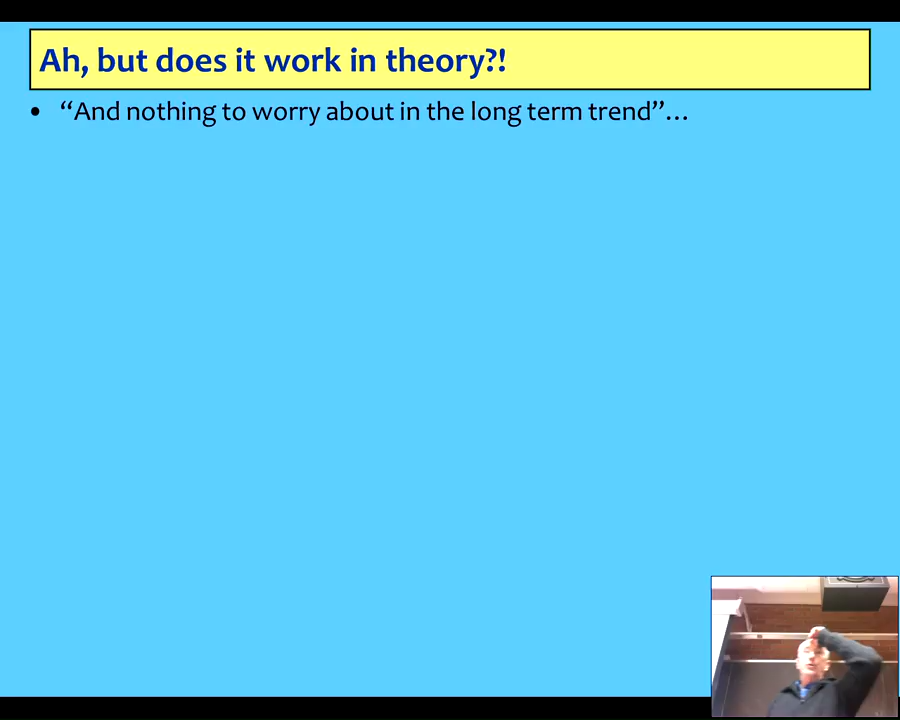 Ah, but does it work in theory?!
• “And nothing to worry about in the long term trend”…